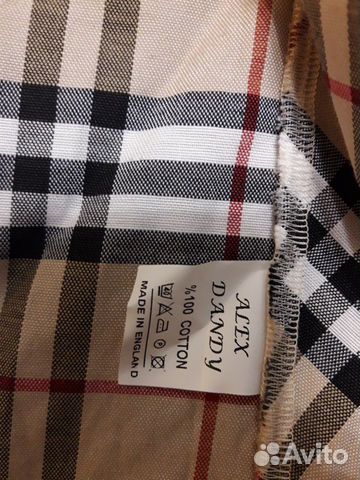 ALEX
DANDY
%100 COTTON
MADE IN ENGLAND
Avito